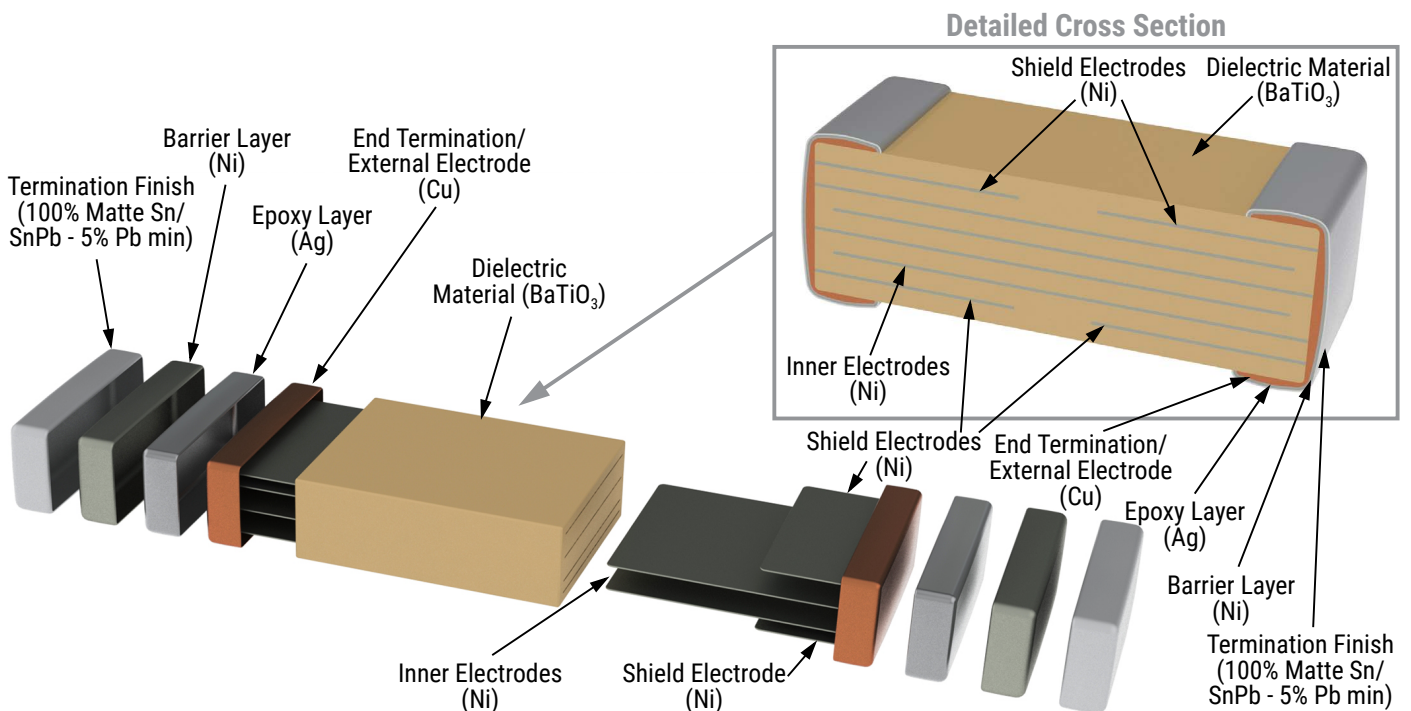 Detailed Cross Section
Shield Electrodes
(Ni)
Dielectric Material
(BaTiO₃)
Inner Electrodes
(Ni)
Termination Finish
(100% Matte Sn/
SnPb - 5% Pb min)
Barrier Layer
(Ni)
Epoxy Layer
(Ag)
End Termination/
External Electrode
(Cu)
Dielectric
Material (BaTiO₃)
Shield Electrodes
(Ni)
End Termination/
External Electrode
(Cu)
Epoxy Layer
(Ag)
Barrier Layer
(Ni)
Termination Finish
(100% Matte Sn/
SnPb - 5% Pb min)
Inner Electrodes
(Ni)
Shield Electrode
(Ni)